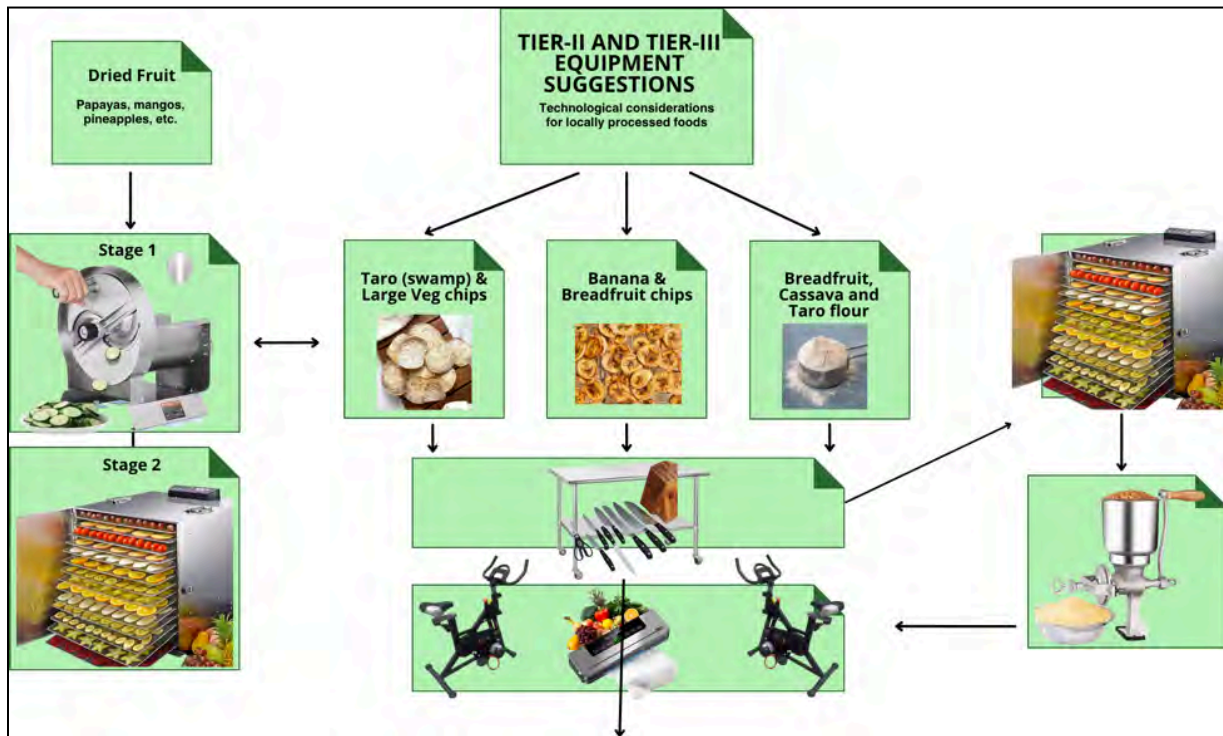 Dried Fruit
Papayas, mangos,
pineapples, etc.
TIER-II AND TIER-III
EQUIPMENT
SUGGESTIONS
Technological considerations
for locally processed foods
Stage 1
Taro (swamp) &
Large Veg chips
Banana &
Breadfruit chips
Breadfruit,
Cassava and
Taro flour
Stage 2